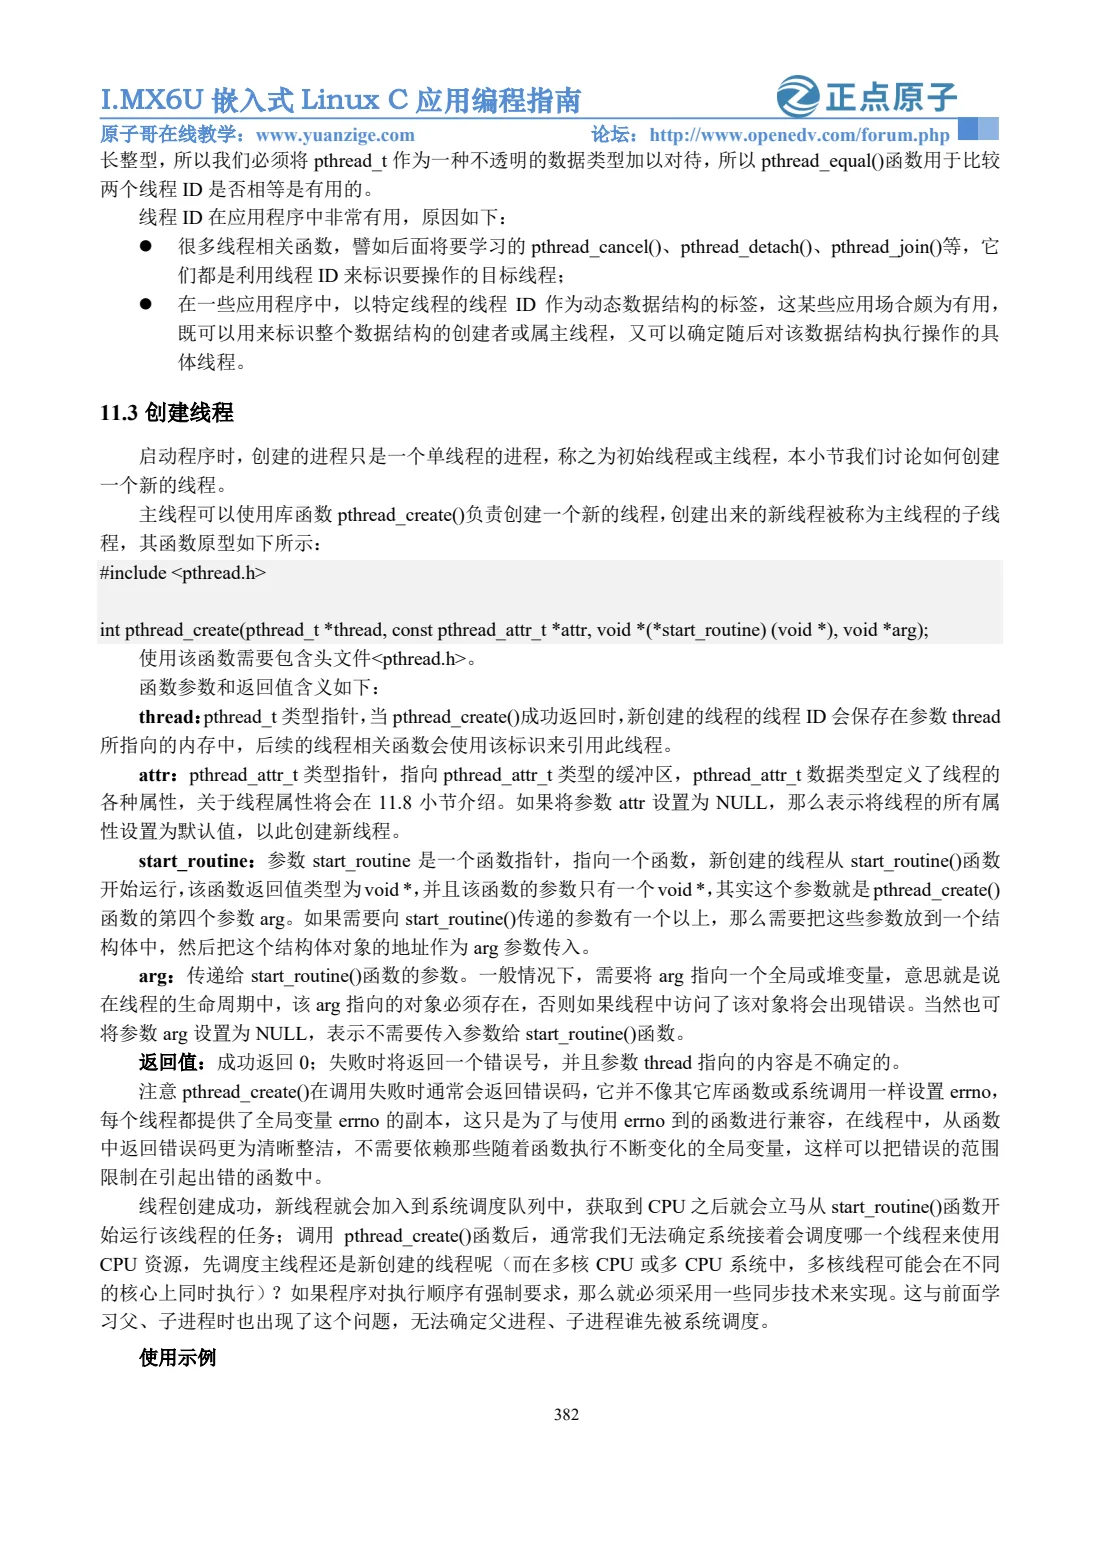 I.MX6U 嵌入式 Linux C 应用编程指南
正点原子
原子哥在线教学：www.yuanzige.com 论坛：http://www.openedv.com/forum.php
长整型，所以我们必须将 pthread_t 作为一种不透明的数据类型加以对待，所以 pthread_equal()函数用于比较
两个线程 ID 是否相等是有用的。
线程 ID 在应用程序中非常有用，原因如下：
● 很多线程相关函数，譬如后面将要学习的 pthread_cancel()、pthread_detach()、pthread_join()等，它
们都是利用线程 ID 来标识要操作的目标线程；
● 在一些应用程序中，以特定线程的线程 ID 作为动态数据结构的标签，这某些应用场合颇为有用，
既可以用来标识整个数据结构的创建者或属主线程，又可以确定随后对该数据结构执行操作的具
体线程。
11.3 创建线程
启动程序时，创建的进程只是一个单线程的进程，称之为初始线程或主线程，本小节我们讨论如何创建
一个新的线程。
主线程可以使用库函数 pthread_create()负责创建一个新的线程，创建出来的新线程被称为主线程的子线
程，其函数原型如下所示：
#include <pthread.h>
int pthread_create(pthread_t *thread, const pthread_attr_t *attr, void *(*start_routine) (void *), void *arg);
使用该函数需要包含头文件<pthread.h>。
函数参数和返回值含义如下：
thread：pthread_t 类型指针，当 pthread_create()成功返回时，新创建的线程的线程 ID 会保存在参数 thread
所指向的内存中，后续的线程相关函数会使用该标识来引用此线程。
attr：pthread_attr_t 类型指针，指向 pthread_attr_t 类型的缓冲区，pthread_attr_t 数据类型定义了线程的
各种属性，关于线程属性将会在 11.8 小节介绍。如果将参数 attr 设置为 NULL，那么表示将线程的所有属
性设置为默认值，以此创建新线程。
start_routine：参数 start_routine 是一个函数指针，指向一个函数，新创建的线程从 start_routine()函数
开始运行，该函数返回值类型为 void *，并且该函数的参数只有一个 void *，其实这个参数就是 pthread_create()
函数的第四个参数 arg。如果需要向 start_routine()传递的参数有一个以上，那么需要把这些参数放到一个结
构体中，然后把这个结构体对象的地址作为 arg 参数传入。
arg：传递给 start_routine()函数的参数。一般情况下，需要将 arg 指向一个全局或堆变量，意思就是说
在线程的生命周期中，该 arg 指向的对象必须存在，否则如果线程中访问了该对象将会出现错误。当然也可
将参数 arg 设置为 NULL，表示不需要传入参数给 start_routine()函数。
返回值：成功返回 0；失败时将返回一个错误号，并且参数 thread 指向的内容是不确定的。
注意 pthread_create()在调用失败时通常会返回错误码，它并不像其它库函数或系统调用一样设置 errno，
每个线程都提供了全局变量 errno 的副本，这只是为了与使用 errno 到的函数进行兼容，在线程中，从函数
中返回错误码更为清晰整洁，不需要依赖那些随着函数执行不断变化的全局变量，这样可以把错误的范围
限制在引起出错的函数中。
线程创建成功，新线程就会加入到系统调度队列中，获取到 CPU 之后就会立马从 start_routine()函数开
始运行该线程的任务；调用 pthread_create()函数后，通常我们无法确定系统接着会调度哪一个线程来使用
CPU 资源，先调度主线程还是新创建的线程呢（而在多核 CPU 或多 CPU 系统中，多核线程可能会在不同
的核心上同时执行）？如果程序对执行顺序有强制要求，那么就必须采用一些同步技术来实现。这与前面学
习父、子进程时也出现了这个问题，无法确定父进程、子进程谁先被系统调度。
使用示例
382